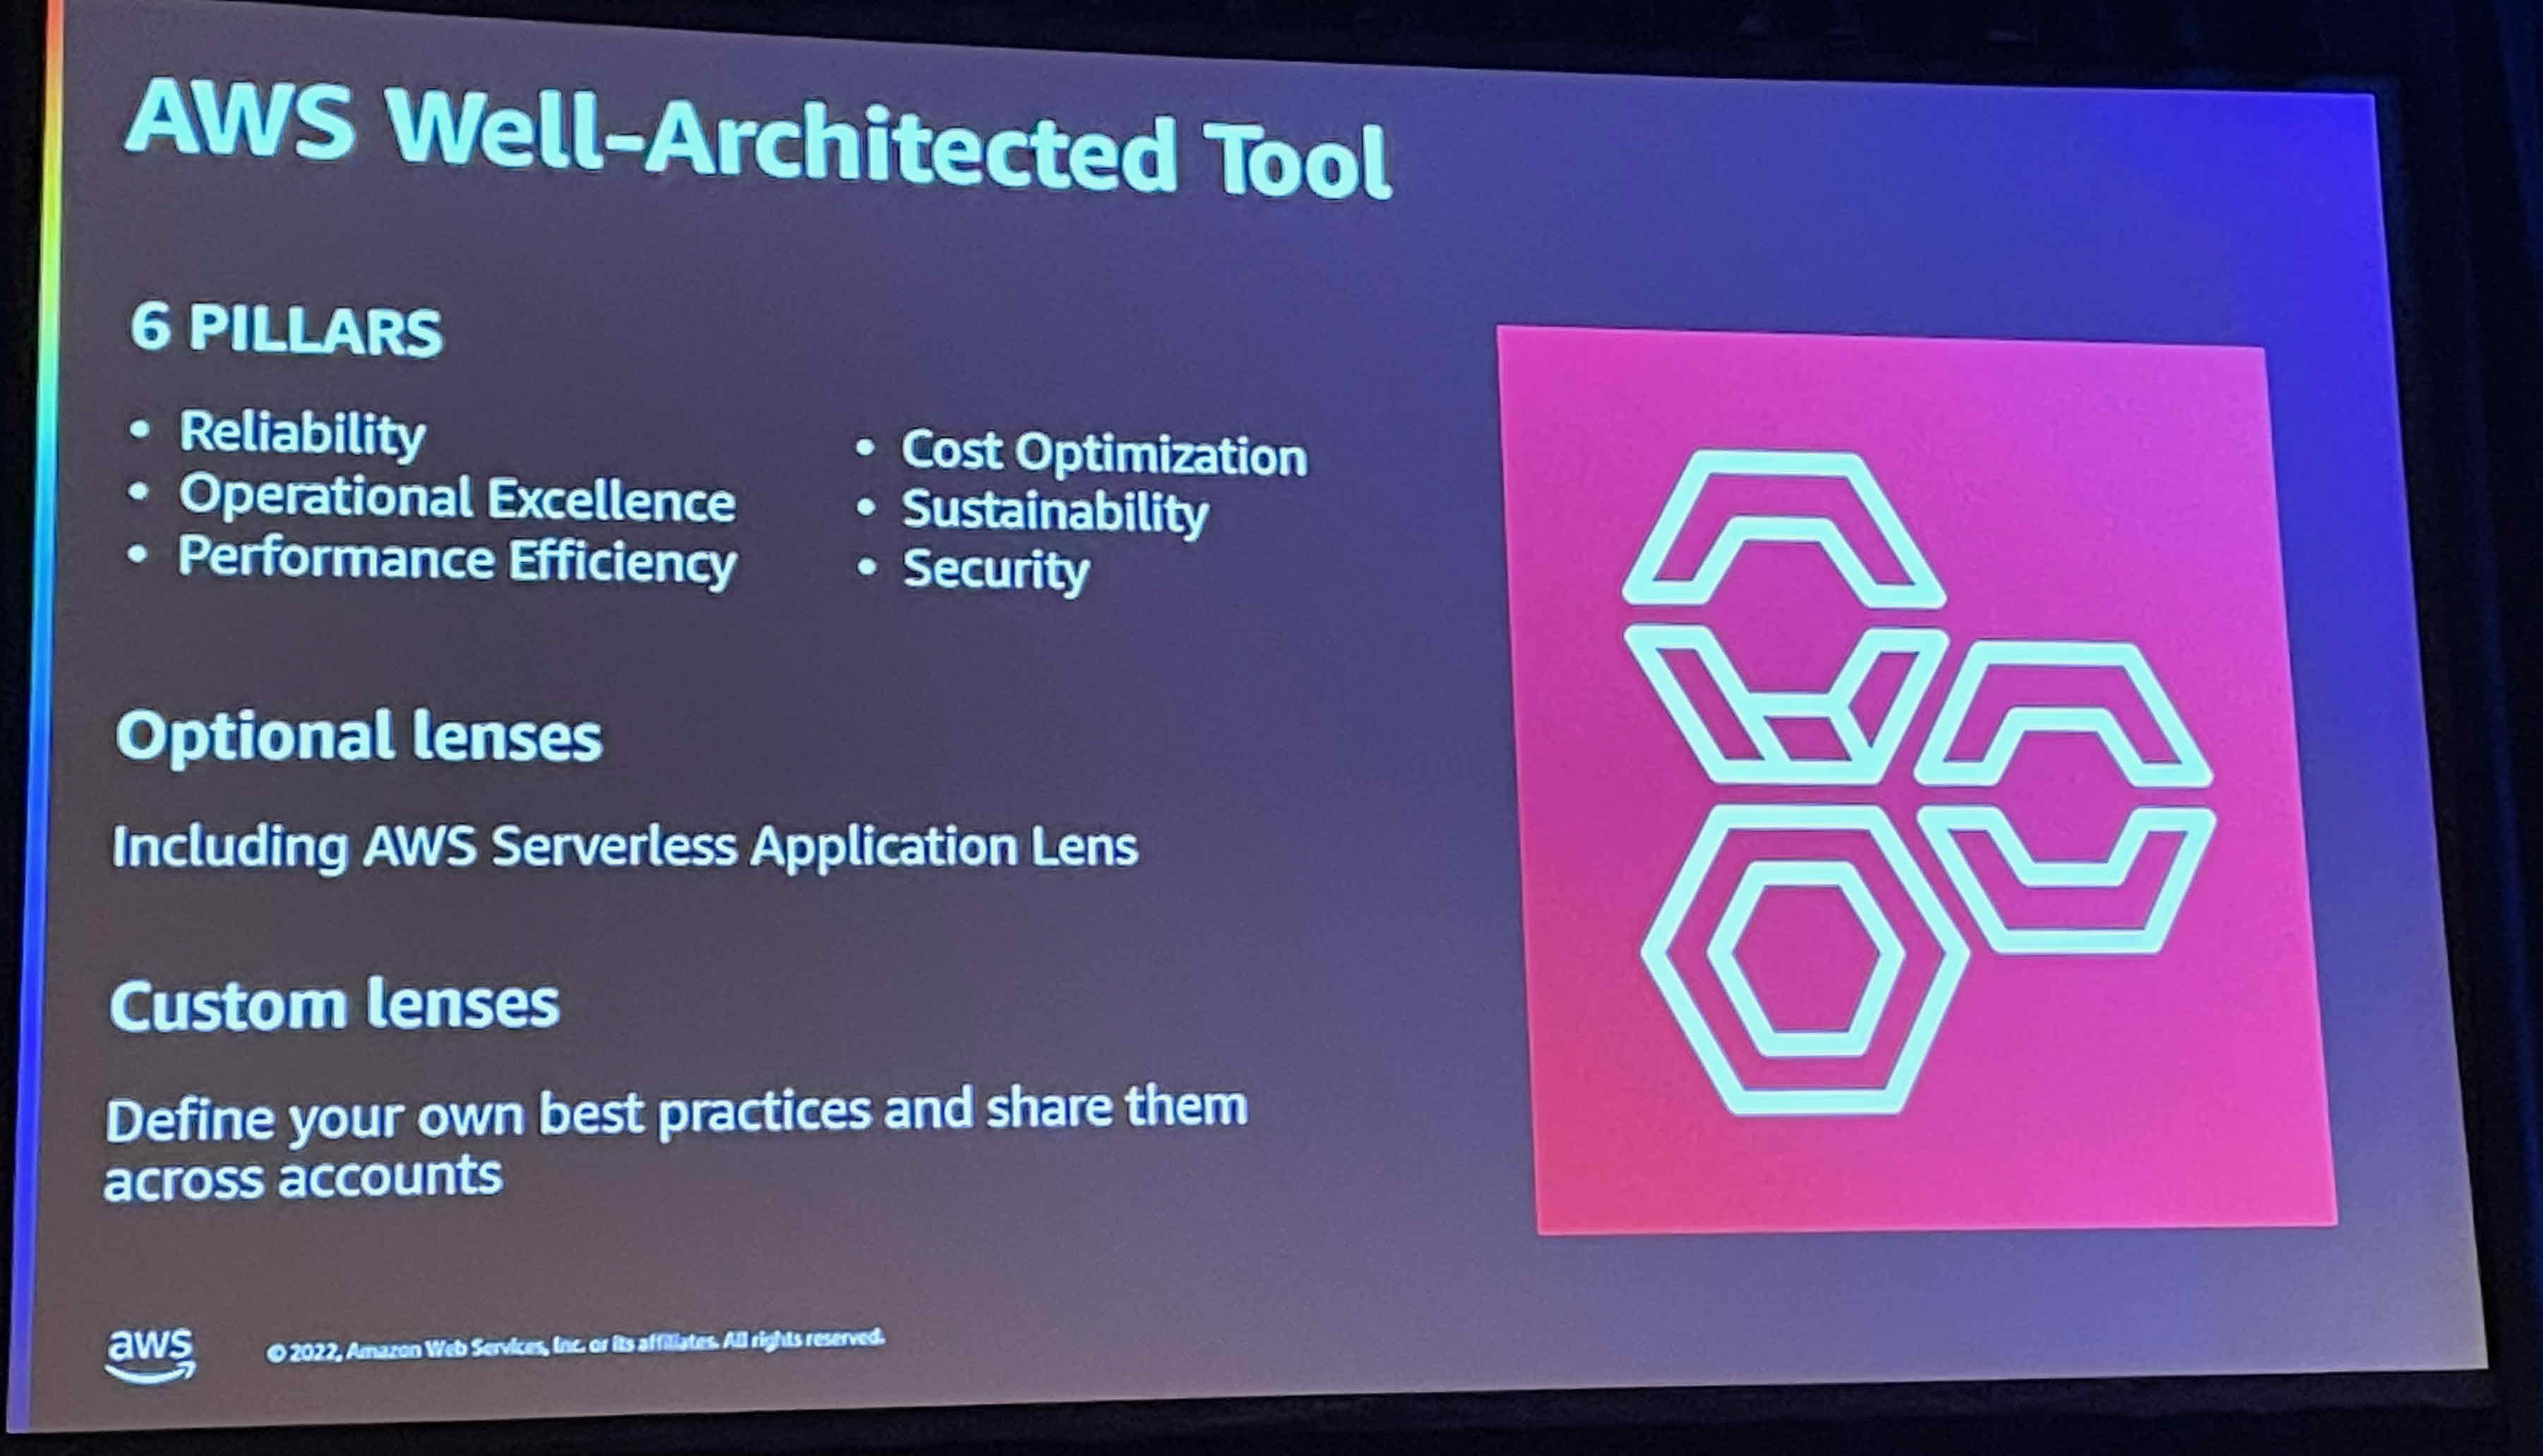 AWS Well-Architected Tool
6 PILLARS
• Reliability
• Operational Excellence
• Performance Efficiency
• Cost Optimization
• Sustainability
• Security
Optional lenses
Including AWS Serverless Application Lens
Custom lenses
Define your own best practices and share them
across accounts
aws
© 2022, Amazon Web Services, Inc. or its affiliates. All rights reserved.